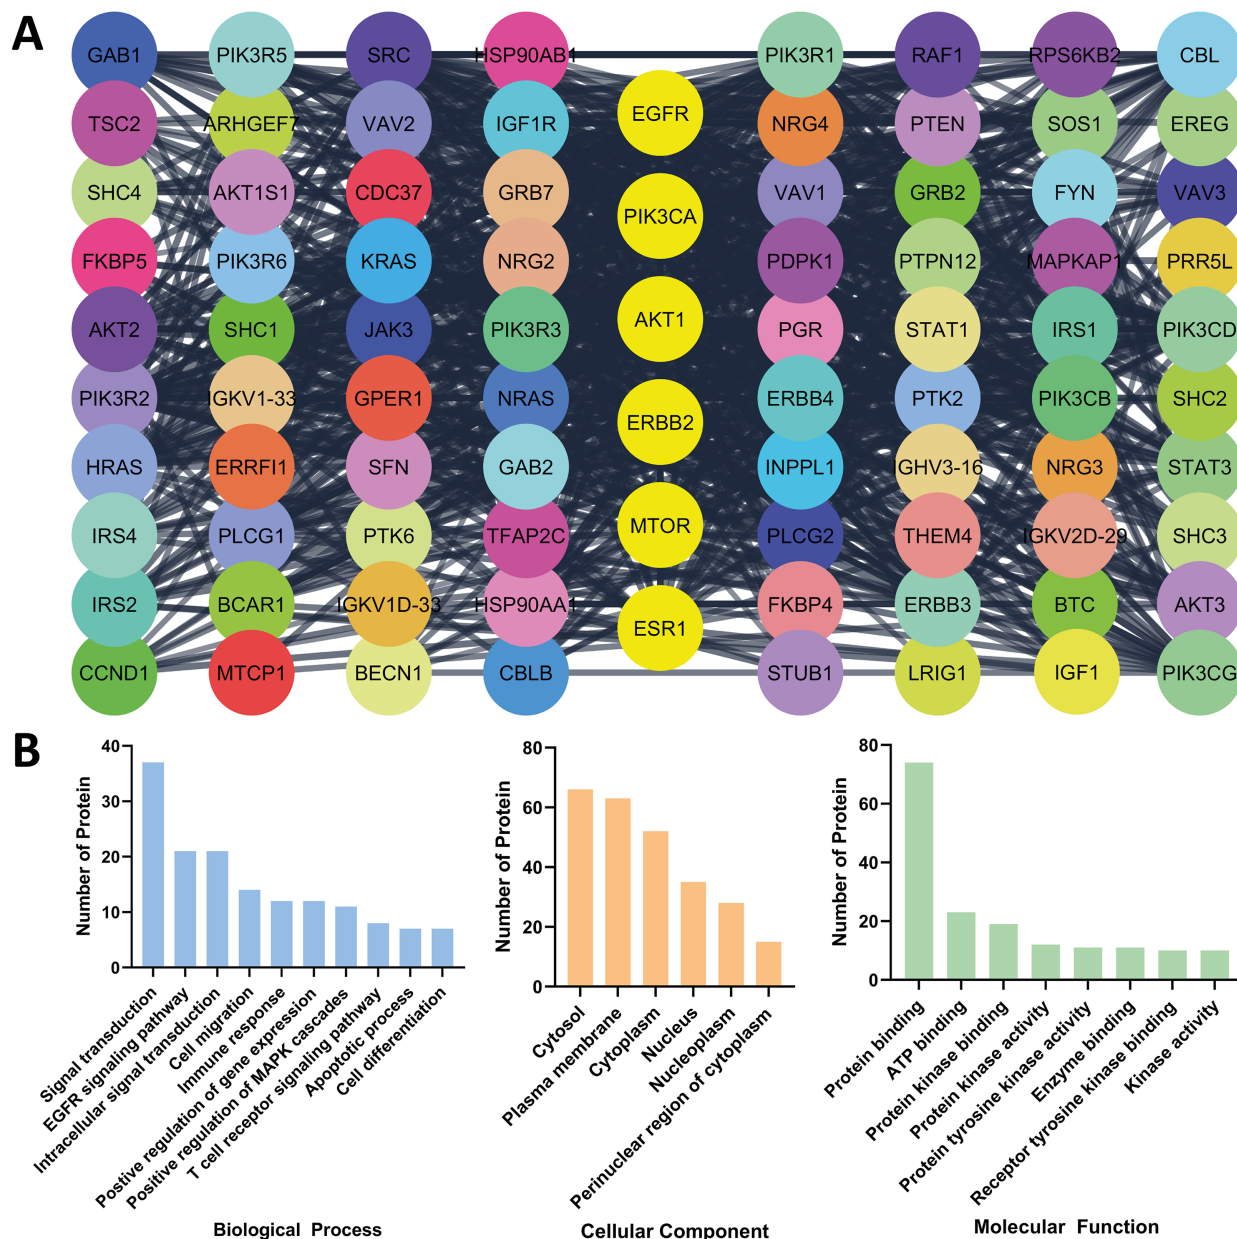 A
GAB1 PIK3R5 SRC HSP90AB1 PIK3R1 RAF1 RPS6KB2 CBL
EGFR
TSC2 ARHGEF7 VAV2 IGF1R NRG4 PTEN SOS1 EREG
SHC4 AKT1S1 CDC37 GRB7 VAV1 GRB2 FYN VAV3
PIK3CA
FKBP5 PIK3R6 KRAS NRG2 PDPK1 PTPN12 MAPKAP1 PRR5L
AKT1
AKT2 SHC1 JAK3 PIK3R3 PGR STAT1 IRS1 PIK3CD
PIK3R2 IGKV1-33 GPER1 NRAS ERBB4 PTK2 PIK3CB SHC2
ERBB2
HRAS ERRFI1 SFN GAB2 INPPL1 IGHV3-16 NRG3 STAT3
MTOR
IRS4 PLCG1 PTK6 TFAP2C PLCG2 THEM4 IGKV2D-29 SHC3
IRS2 BCAR1 IGKV1D-33 HSP90AA1 FKBP4 ERBB3 BTC AKT3
ESR1
CCND1 MTCP1 BECN1 CBLB STUB1 LRIG1 IGF1 PIK3CG
B
Number of Protein
40
30
20
10
0
Signal transduction
EGFR signaling pathway
Intracellular signal transduction
Cell migration
Immune response
Postive regulation of gene expression
Positive regulation of MAPK cascades
T cell receptor signaling pathway
Apoptotic process
Cell differentiation
Biological Process
Number of Protein
80
60
40
20
0
Cytosol
Plasma membrane
Cytoplasm
Nucleus
Nucleoplasm
Perinuclear region of cytoplasm
Cellular Component
Number of Protein
80
60
40
20
0
Protein binding
ATP binding
Protein kinase binding
Protein kinase activity
Protein tyrosine kinase activity
Enzyme binding
Receptor tyrosine kinase binding
Kinase activity
Molecular Function